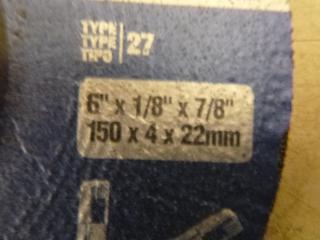 TYPE
TYPE 27
TIPO
6" x 1/8" x 7/8"
150 x 4 x 22mm